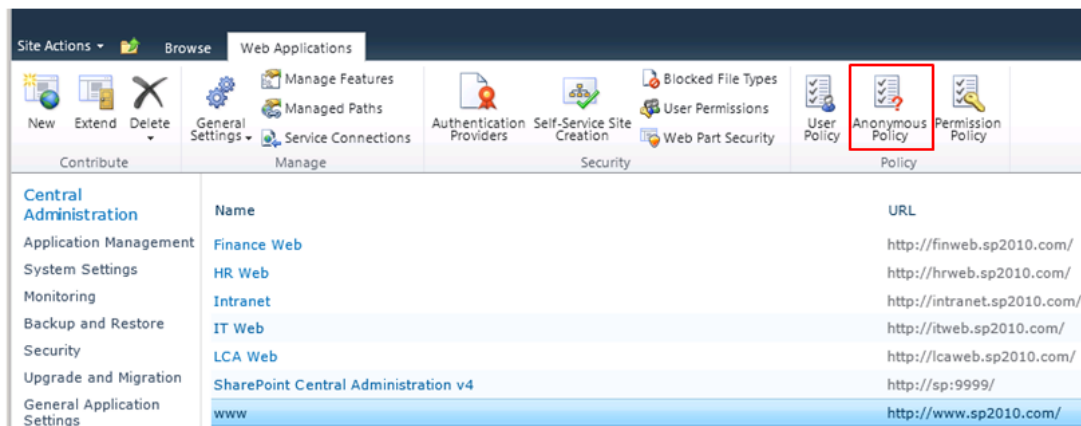 Site Actions Browse Web Applications
New Extend Delete
General Settings
Manage Features
Managed Paths
Service Connections
Authentication Providers
Self-Service Site Creation
Blocked File Types
User Permissions
Web Part Security
User Policy
Anonymous Policy
Permission Policy
Contribute Manage Security Policy
Central
Administration
Application Management
System Settings
Monitoring
Backup and Restore
Security
Upgrade and Migration
General Application
Settings
Name URL
Finance Web http://finweb.sp2010.com/
HR Web http://hrweb.sp2010.com/
Intranet http://intranet.sp2010.com/
IT Web http://itweb.sp2010.com/
LCA Web http://lcaweb.sp2010.com/
SharePoint Central Administration v4 http://sp:9999/
www http://www.sp2010.com/